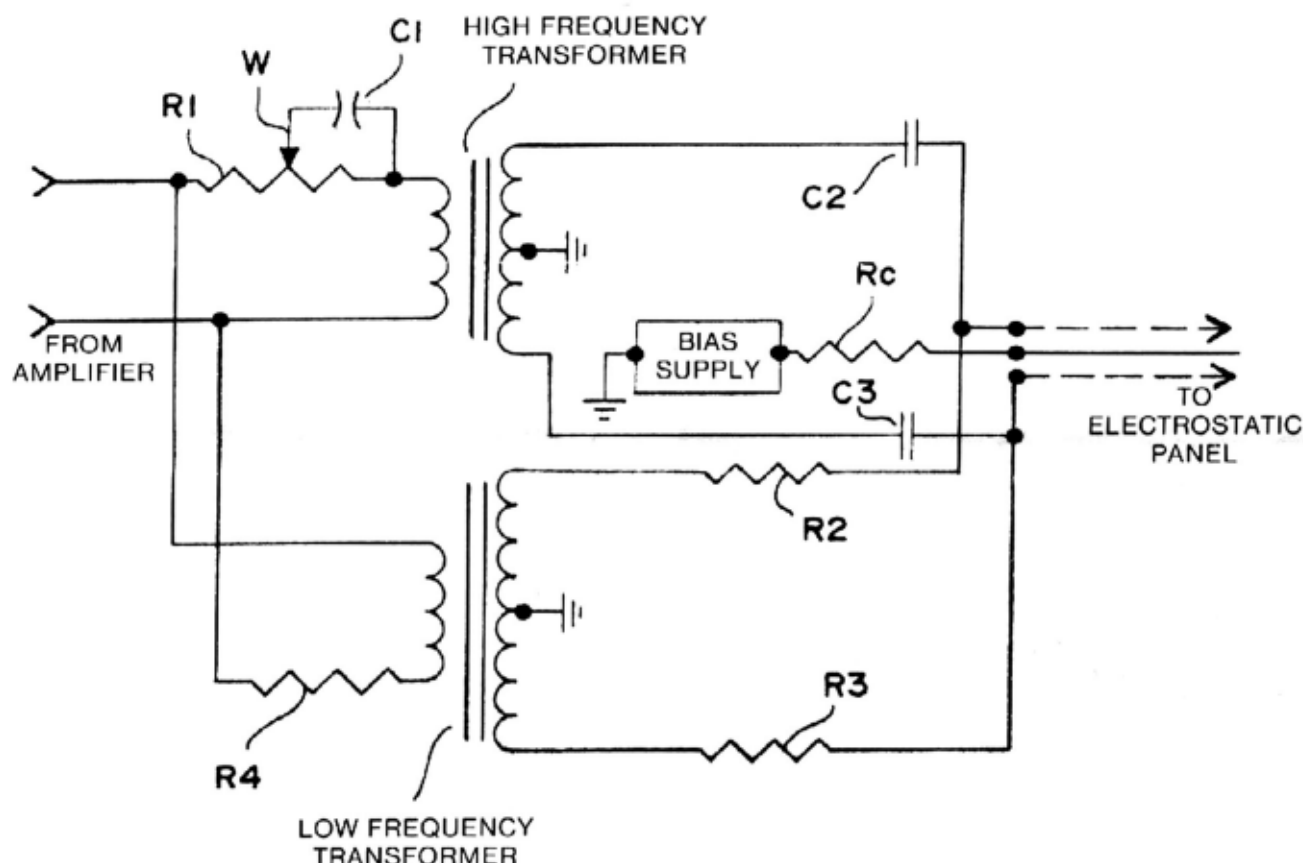 HIGH FREQUENCY
TRANSFORMER
C1
W
R1
C2
Rc
FROM
AMPLIFIER
BIAS
SUPPLY
C3
TO
ELECTROSTATIC
PANEL
R2
R3
R4
LOW FREQUENCY
TRANSFORMER